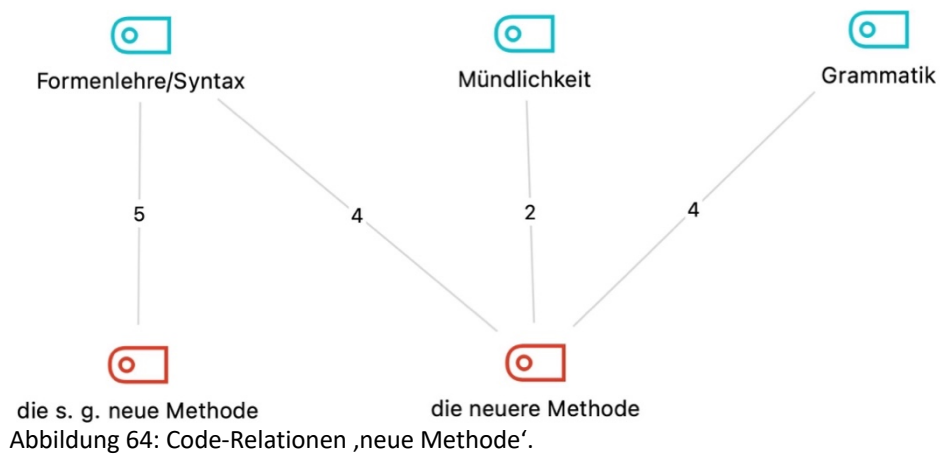 Formenlehre/Syntax
Mündlichkeit
Grammatik
5
4
2
4
die s. g. neue Methode
die neuere Methode
Abbildung 64: Code-Relationen ‚neue Methode‘.